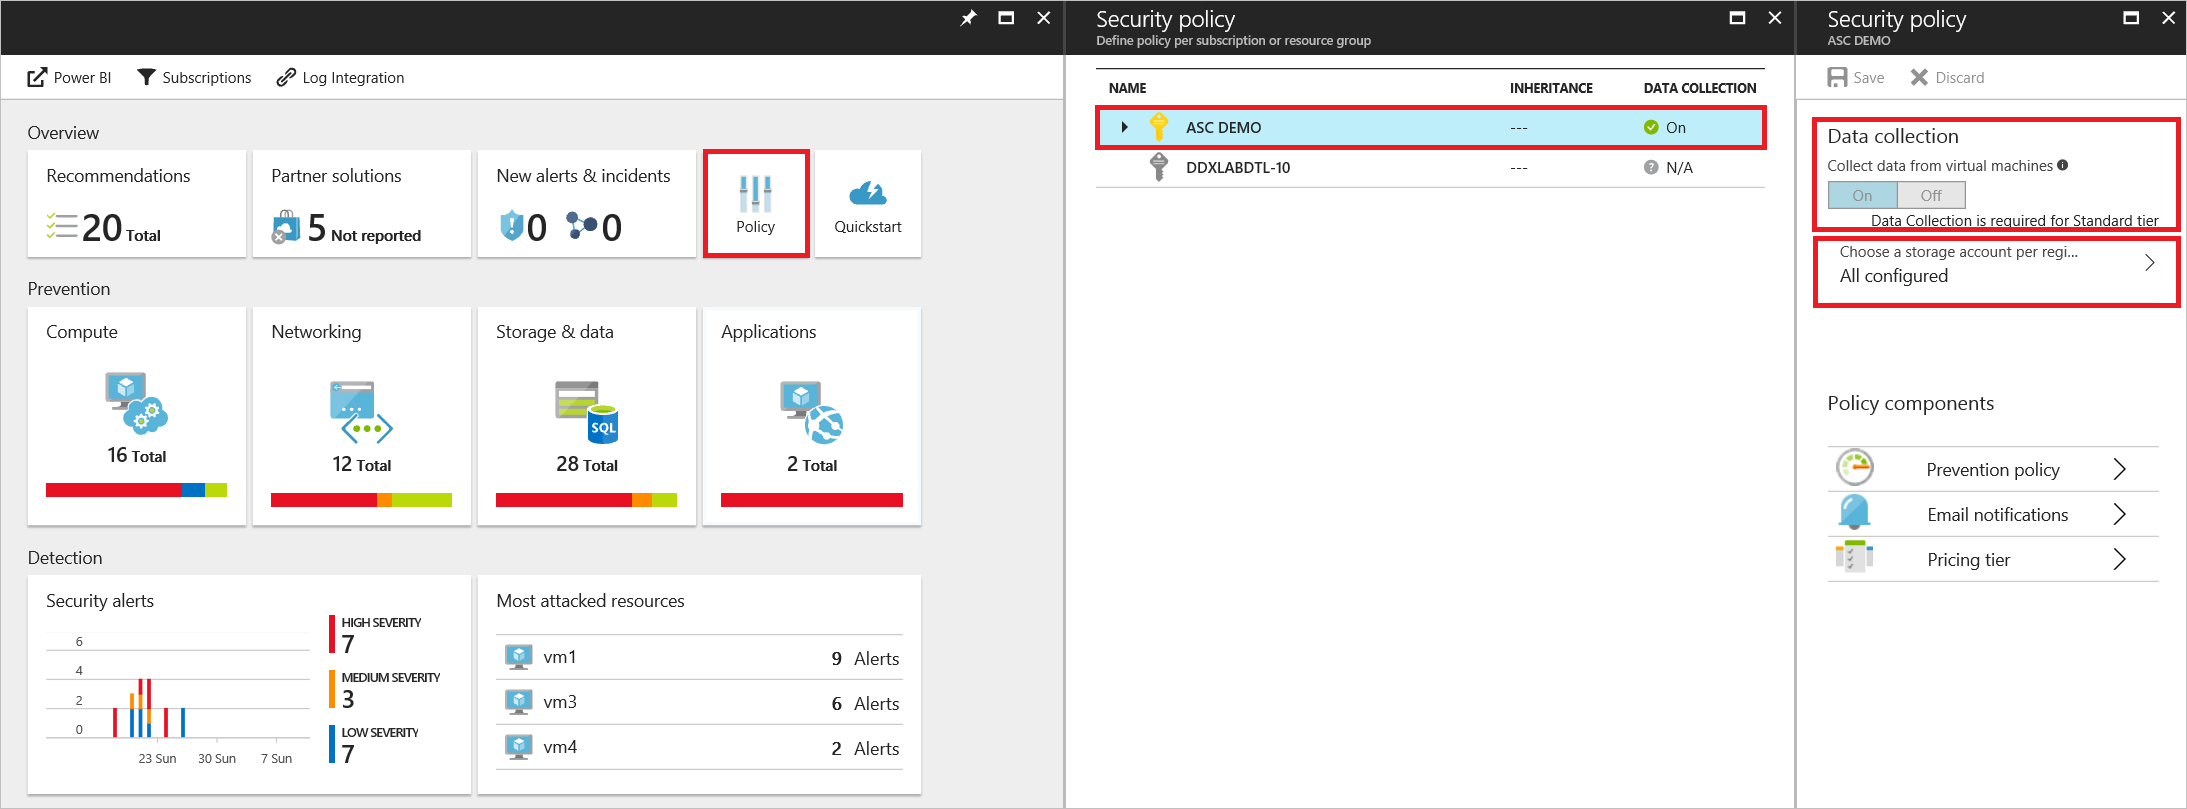 Power BI
Subscriptions
Log Integration
Overview
Recommendations
20 Total
Partner solutions
5 Not reported
New alerts & incidents
0
0
Policy
Quickstart
Prevention
Compute
16 Total
Networking
12 Total
Storage & data
SQL
28 Total
Applications
2 Total
Detection
Security alerts
6
4
2
0
23 Sun
30 Sun
7 Sun
HIGH SEVERITY
7
MEDIUM SEVERITY
3
LOW SEVERITY
7
Most attacked resources
vm1 9 Alerts
vm3 6 Alerts
vm4 2 Alerts
Security policy
Define policy per subscription or resource group
NAME INHERITANCE DATA COLLECTION
ASC DEMO --- On
DDXLABDTL-10 --- N/A
Security policy
ASC DEMO
Save
Discard
Data collection
Collect data from virtual machines
On
Off
Data Collection is required for Standard tier
Choose a storage account per regi...
All configured
Policy components
Prevention policy
Email notifications
Pricing tier